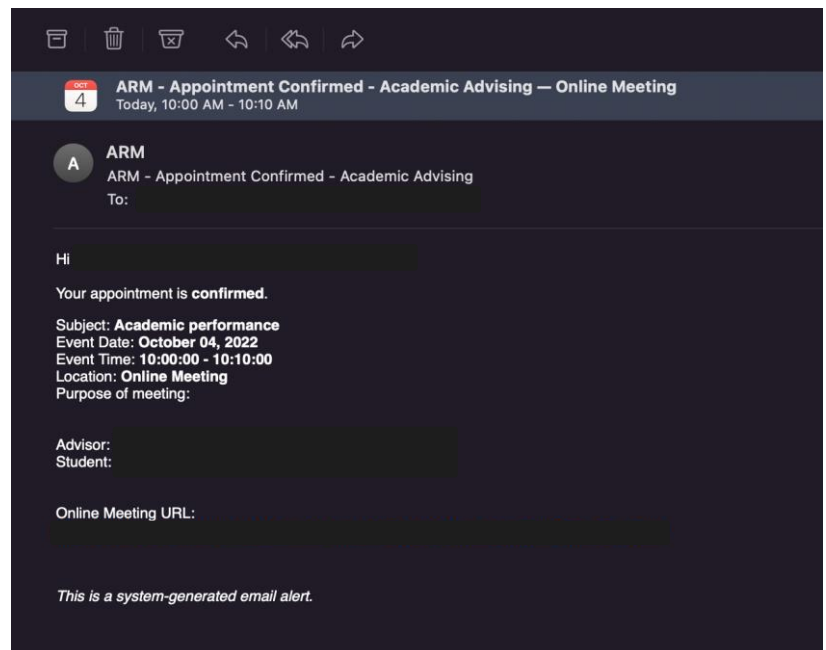 OCT
4
ARM - Appointment Confirmed - Academic Advising — Online Meeting
Today, 10:00 AM - 10:10 AM
A
ARM
ARM - Appointment Confirmed - Academic Advising
To:
Hi
Your appointment is confirmed.
Subject: Academic performance
Event Date: October 04, 2022
Event Time: 10:00:00 - 10:10:00
Location: Online Meeting
Purpose of meeting:
Advisor:
Student:
Online Meeting URL:
This is a system-generated email alert.